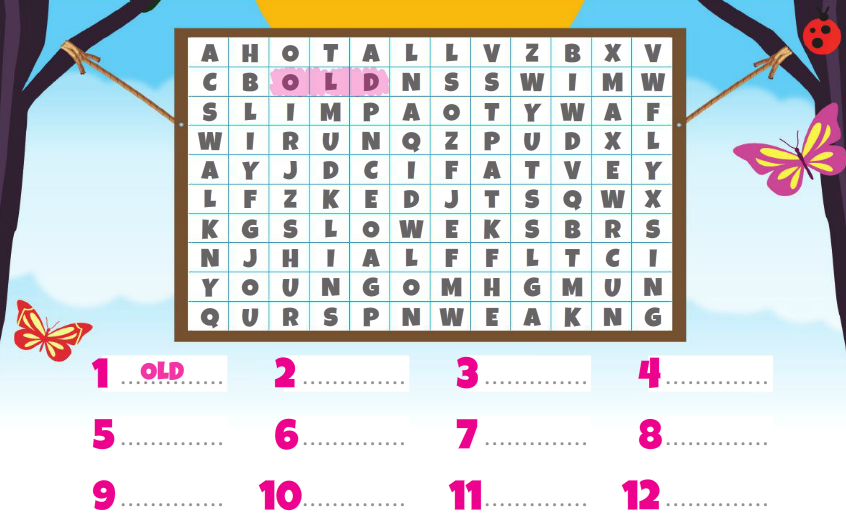 A H O T A L L V Z B X V
C B O L D N S S W I M W
S L I M P A O T Y W A F
W I R U N Q Z P U D X L
A Y J D C I F A T V E Y
L F Z K E D J T S Q W X
K G S L O W E K S B R S
N J H I A L F F L T C I
Y O U N G O M H G M U N
Q U R S P N W E A K N G
1 OLD 2 3 4
5 6 7 8
9 10 11 12